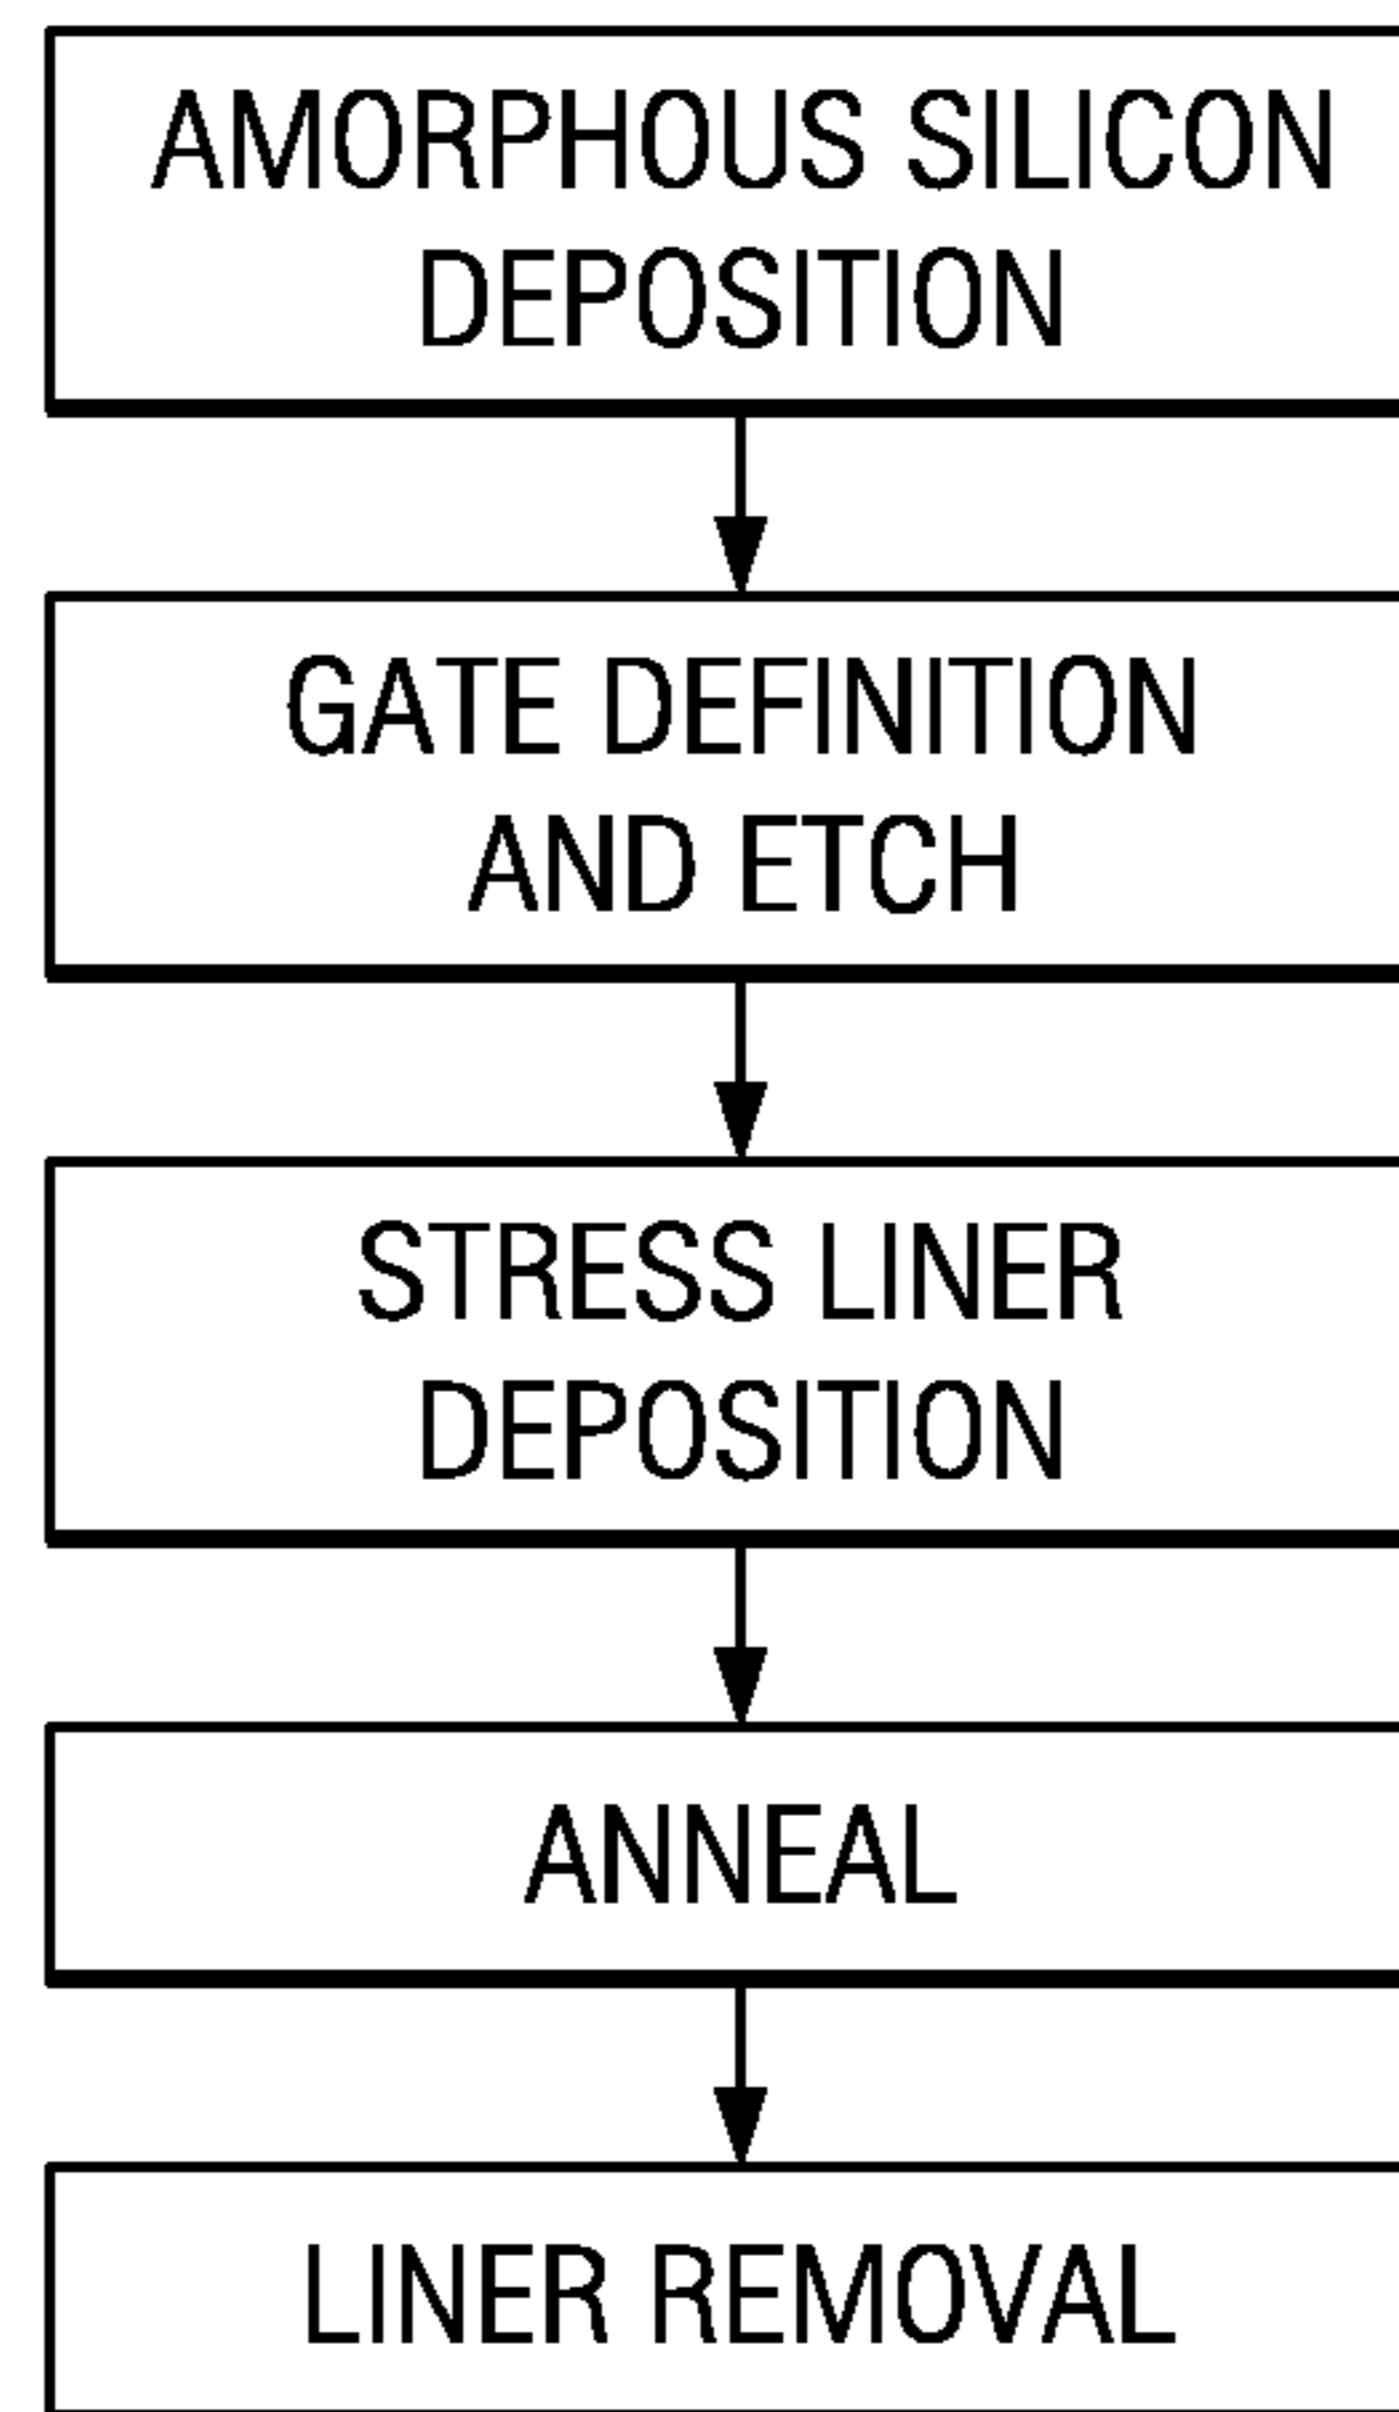 AMORPHOUS SILICON
DEPOSITION
GATE DEFINITION
AND ETCH
STRESS LINER
DEPOSITION
ANNEAL
LINER REMOVAL